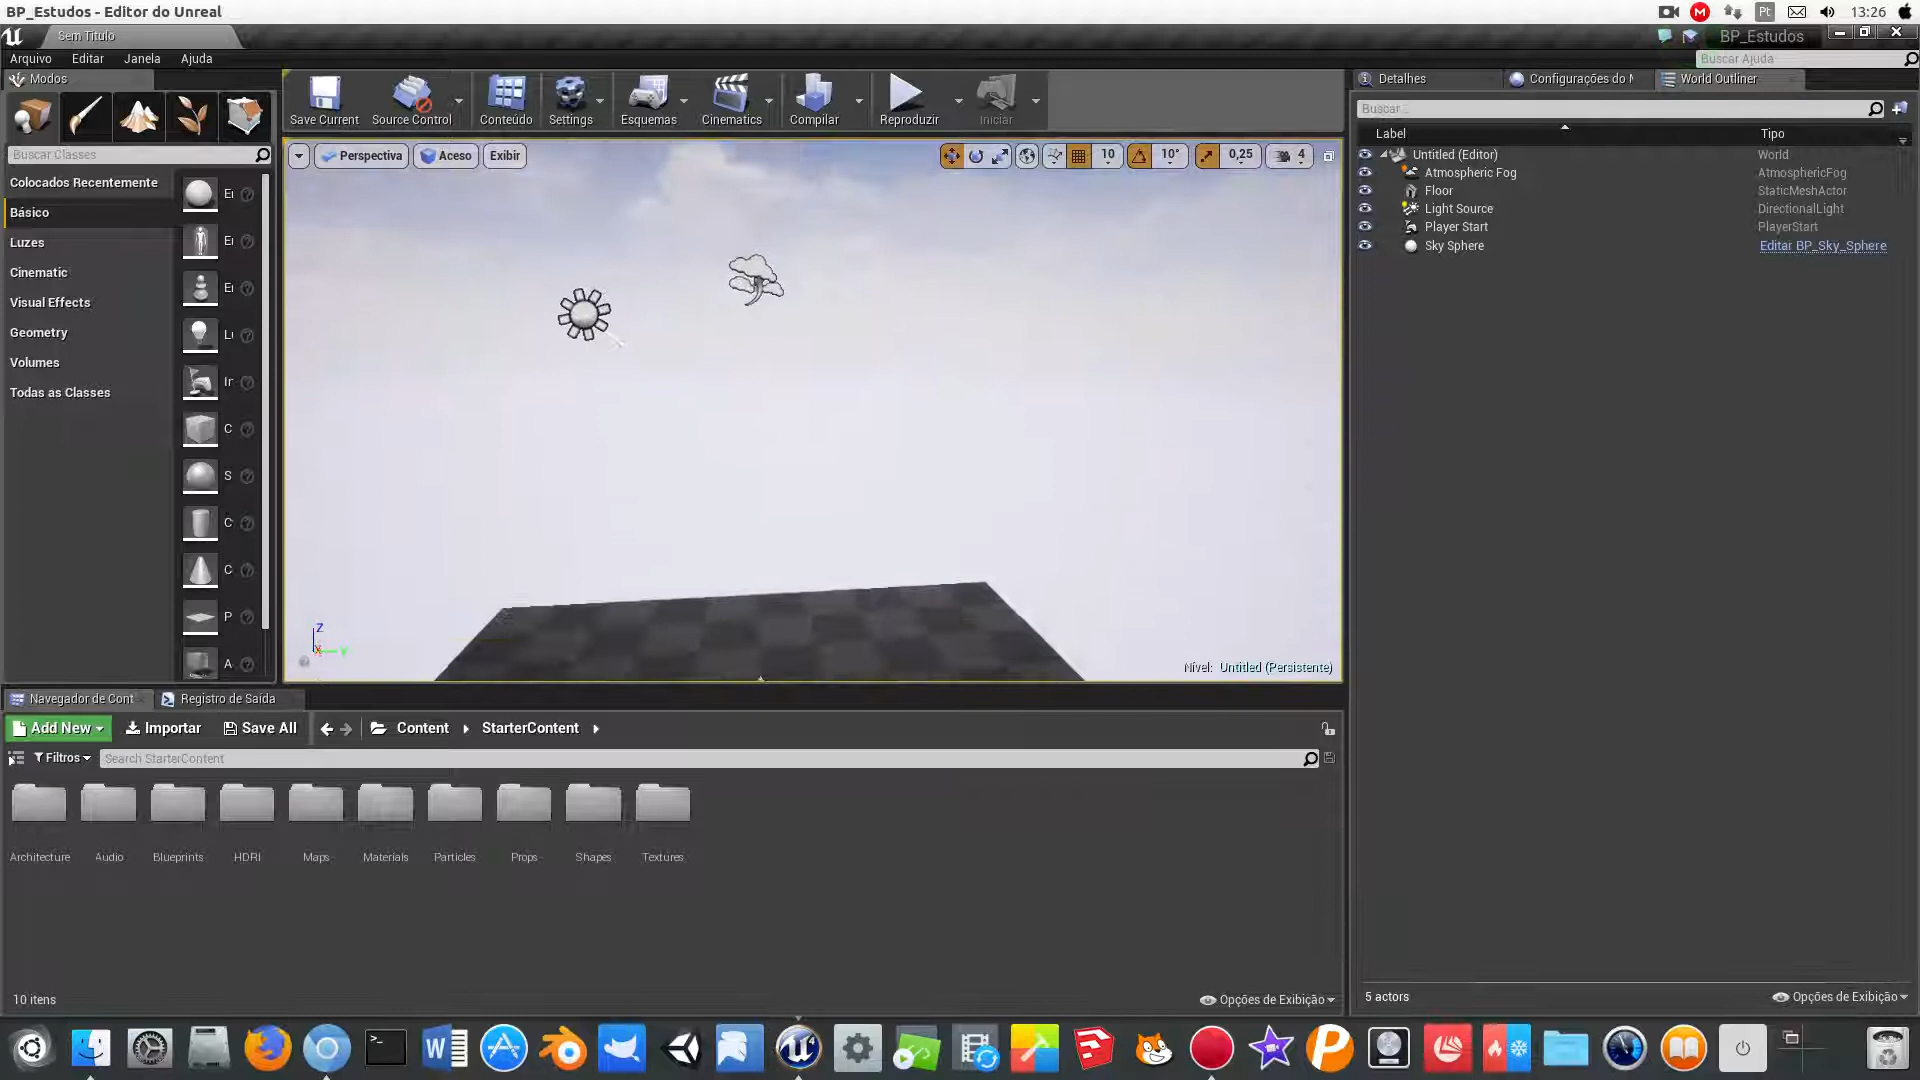 BP_Estudos - Editor do Unreal
Pt
13:26
Sem Titulo
BP_Estudos
Arquivo
Editar
Janela
Ajuda
Buscar Ajuda
Modos
Save Current
Source Control
Conteúdo
Settings
Esquemas
Cinematics
Compilar
Reproduzir
Iniciar
Detalhes
Configurações do M
World Outliner
Buscar...
Label
Tipo
Untitled (Editor)
World
Atmospheric Fog
AtmosphericFog
Floor
StaticMeshActor
Light Source
DirectionalLight
Player Start
PlayerStart
Sky Sphere
Editar BP_Sky_Sphere
5 actors
Opções de Exibição
Buscar Classes
Colocados Recentemente
Básico
Luzes
Cinematic
Visual Effects
Geometry
Volumes
Todas as Classes
C
S
C
C
P
A
Perspectiva
Aceso
Exibir
10
10°
0,25
4
Z
X
Y
Nível: Untitled (Persistente)
Navegador de Cont
Registro de Saída
Add New
Importar
Save All
Content
StarterContent
Filtros
Search StarterContent
Architecture
Audio
Blueprints
HDRI
Maps
Materials
Particles
Props
Shapes
Textures
10 itens
Opções de Exibição